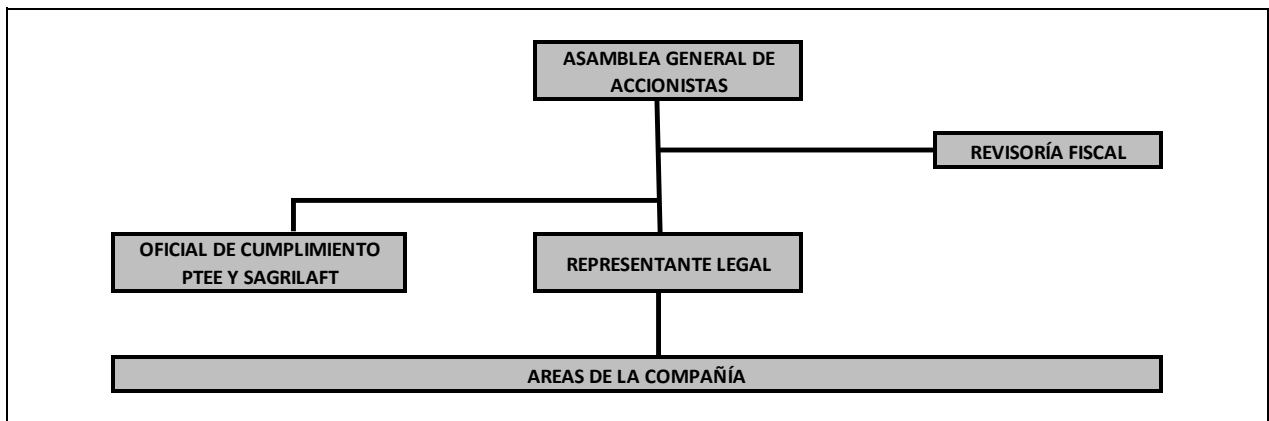 ASAMBLEA GENERAL DE
ACCIONISTAS
REVISORÍA FISCAL
OFICIAL DE CUMPLIMIENTO
PTEE Y SAGRILAFT
REPRESENTANTE LEGAL
AREAS DE LA COMPAÑÍA